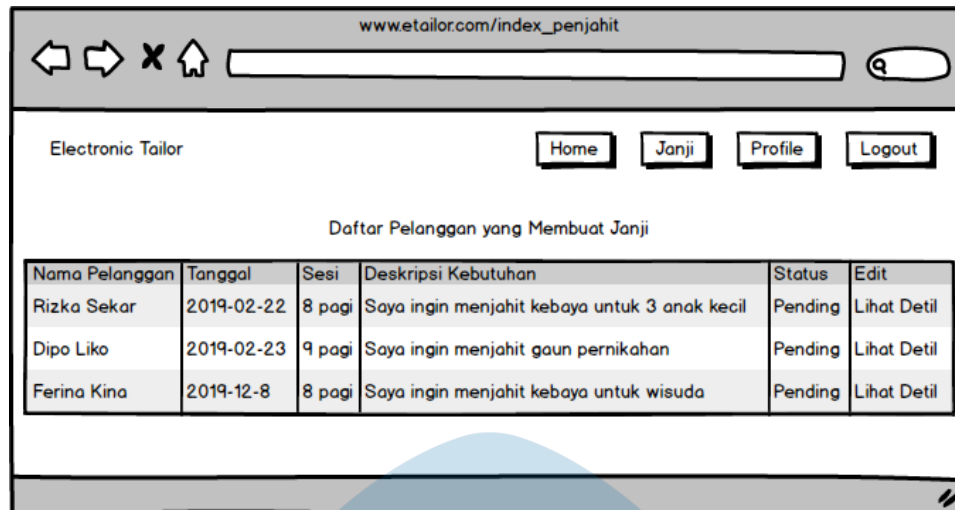 www.etailor.com/index_penjahit
Electronic Tailor Home Janji Profile Logout
Daftar Pelanggan yang Membuat Janji
Nama Pelanggan Tanggal Sesi Deskripsi Kebutuhan Status Edit
Rizka Sekar 2019-02-22 8 pagi Saya ingin menjahit kebaya untuk 3 anak kecil Pending Lihat Detil
Dipo Liko 2019-02-23 9 pagi Saya ingin menjahit gaun pernikahan Pending Lihat Detil
Ferina Kina 2019-12-8 8 pagi Saya ingin menjahit kebaya untuk wisuda Pending Lihat Detil